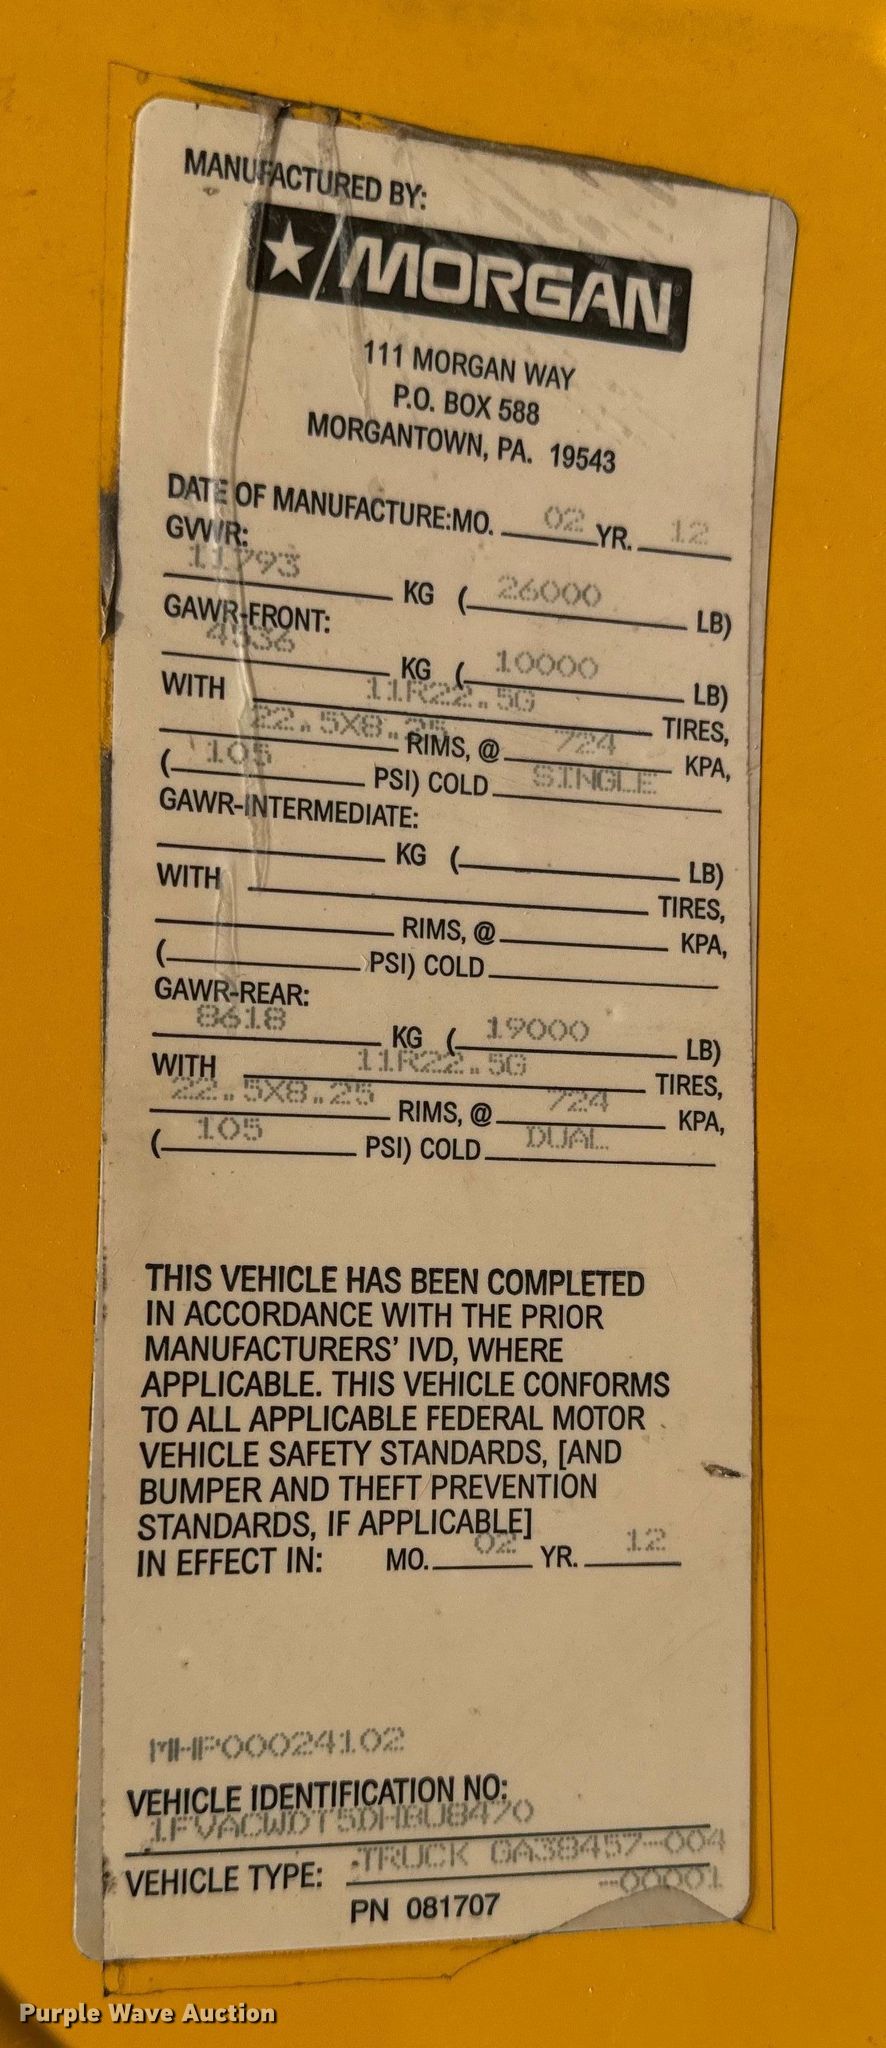 MANUFACTURED BY:
MORGAN®
111 MORGAN WAY
P.O. BOX 588
MORGANTOWN, PA. 19543
DATE OF MANUFACTURE:MO. 02 YR. 12
GVWR:
11793 KG (26000 LB)
GAWR-FRONT:
4536 KG (10000 LB)
WITH 11R22.5G TIRES,
22.5X8.25 RIMS, @ 724 KPA,
(105 PSI) COLD SINGLE
GAWR-INTERMEDIATE:
KG ( LB)
WITH TIRES,
RIMS, @ KPA,
( PSI) COLD
GAWR-REAR:
8618 KG (19000 LB)
WITH 11R22.5G TIRES,
22.5X8.25 RIMS, @ 724 KPA,
(105 PSI) COLD DUAL
THIS VEHICLE HAS BEEN COMPLETED
IN ACCORDANCE WITH THE PRIOR
MANUFACTURERS' IVD, WHERE
APPLICABLE. THIS VEHICLE CONFORMS
TO ALL APPLICABLE FEDERAL MOTOR
VEHICLE SAFETY STANDARDS, [AND
BUMPER AND THEFT PREVENTION
STANDARDS, IF APPLICABLE]
IN EFFECT IN: MO. 02 YR. 12
MHP00024102
VEHICLE IDENTIFICATION NO:
1FVACWDT5DHBU8470
VEHICLE TYPE: TRUCK GA38457-004
-00001
PN 081707
Purple Wave Auction